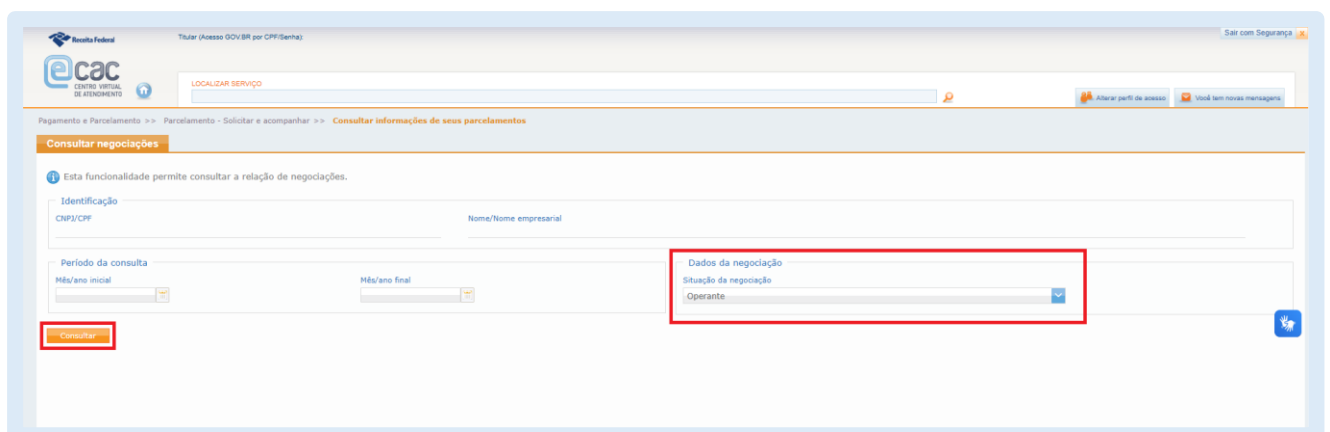 Receita Federal
Titular (Acesso GOV.BR por CPF/Senha):
Sair com Segurança
ecac
CENTRO VIRTUAL
DE ATENDIMENTO
LOCALIZAR SERVIÇO
Alterar perfil de acesso
Você tem novas mensagens
Pagamento e Parcelamento >> Parcelamento - Solicitar e acompanhar >> Consultar informações de seus parcelamentos
Consultar negociações
Esta funcionalidade permite consultar a relação de negociações.
Identificação
CNPJ/CPF Nome/Nome empresarial
Período da consulta
Mês/ano inicial Mês/ano final
Dados da negociação
Situação da negociação
Operante
Consultar